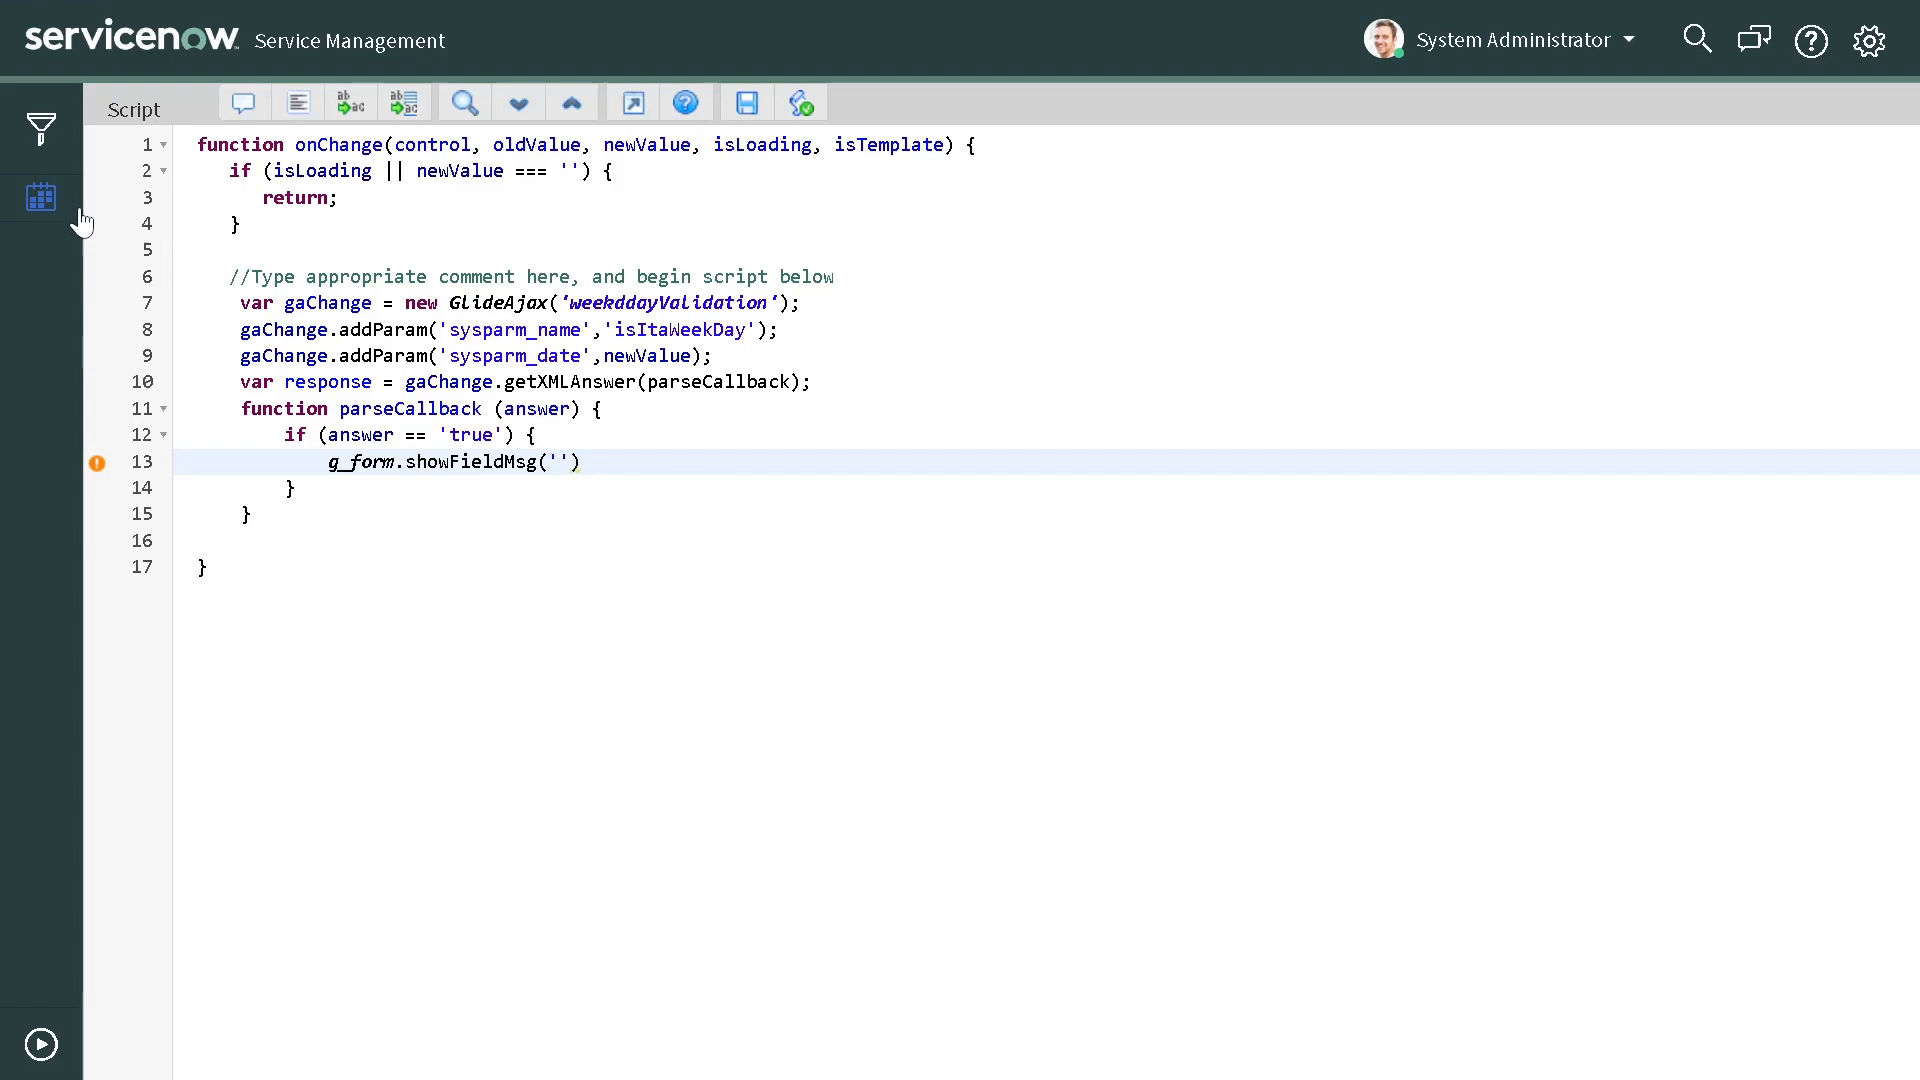 servicenow Service Management System Administrator
Script
1 function onChange(control, oldValue, newValue, isLoading, isTemplate) {
2 if (isLoading || newValue === '') {
3 return;
4 }
5
6 //Type appropriate comment here, and begin script below
7 var gaChange = new GlideAjax('weekddayValidation');
8 gaChange.addParam('sysparm_name','isItaWeekDay');
9 gaChange.addParam('sysparm_date',newValue);
10 var response = gaChange.getXMLAnswer(parseCallback);
11 function parseCallback (answer) {
12 if (answer == 'true') {
13 g_form.showFieldMsg('')
14 }
15 }
16
17 }